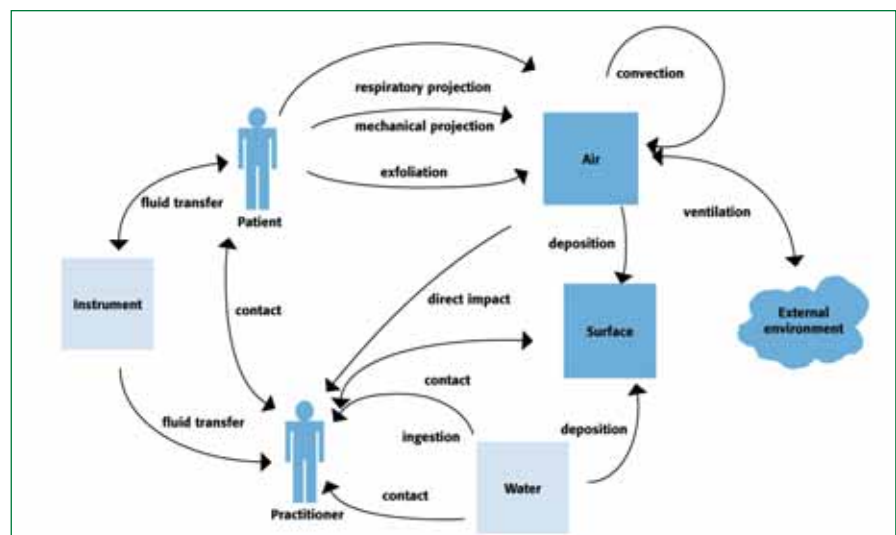 respiratory projection
convection
mechanical projection
Air
exfoliation
fluid transfer
Patient
ventilation
deposition
Instrument
contact
direct impact
External
environment
Surface
contact
fluid transfer
ingestion
deposition
Water
contact
Practitioner